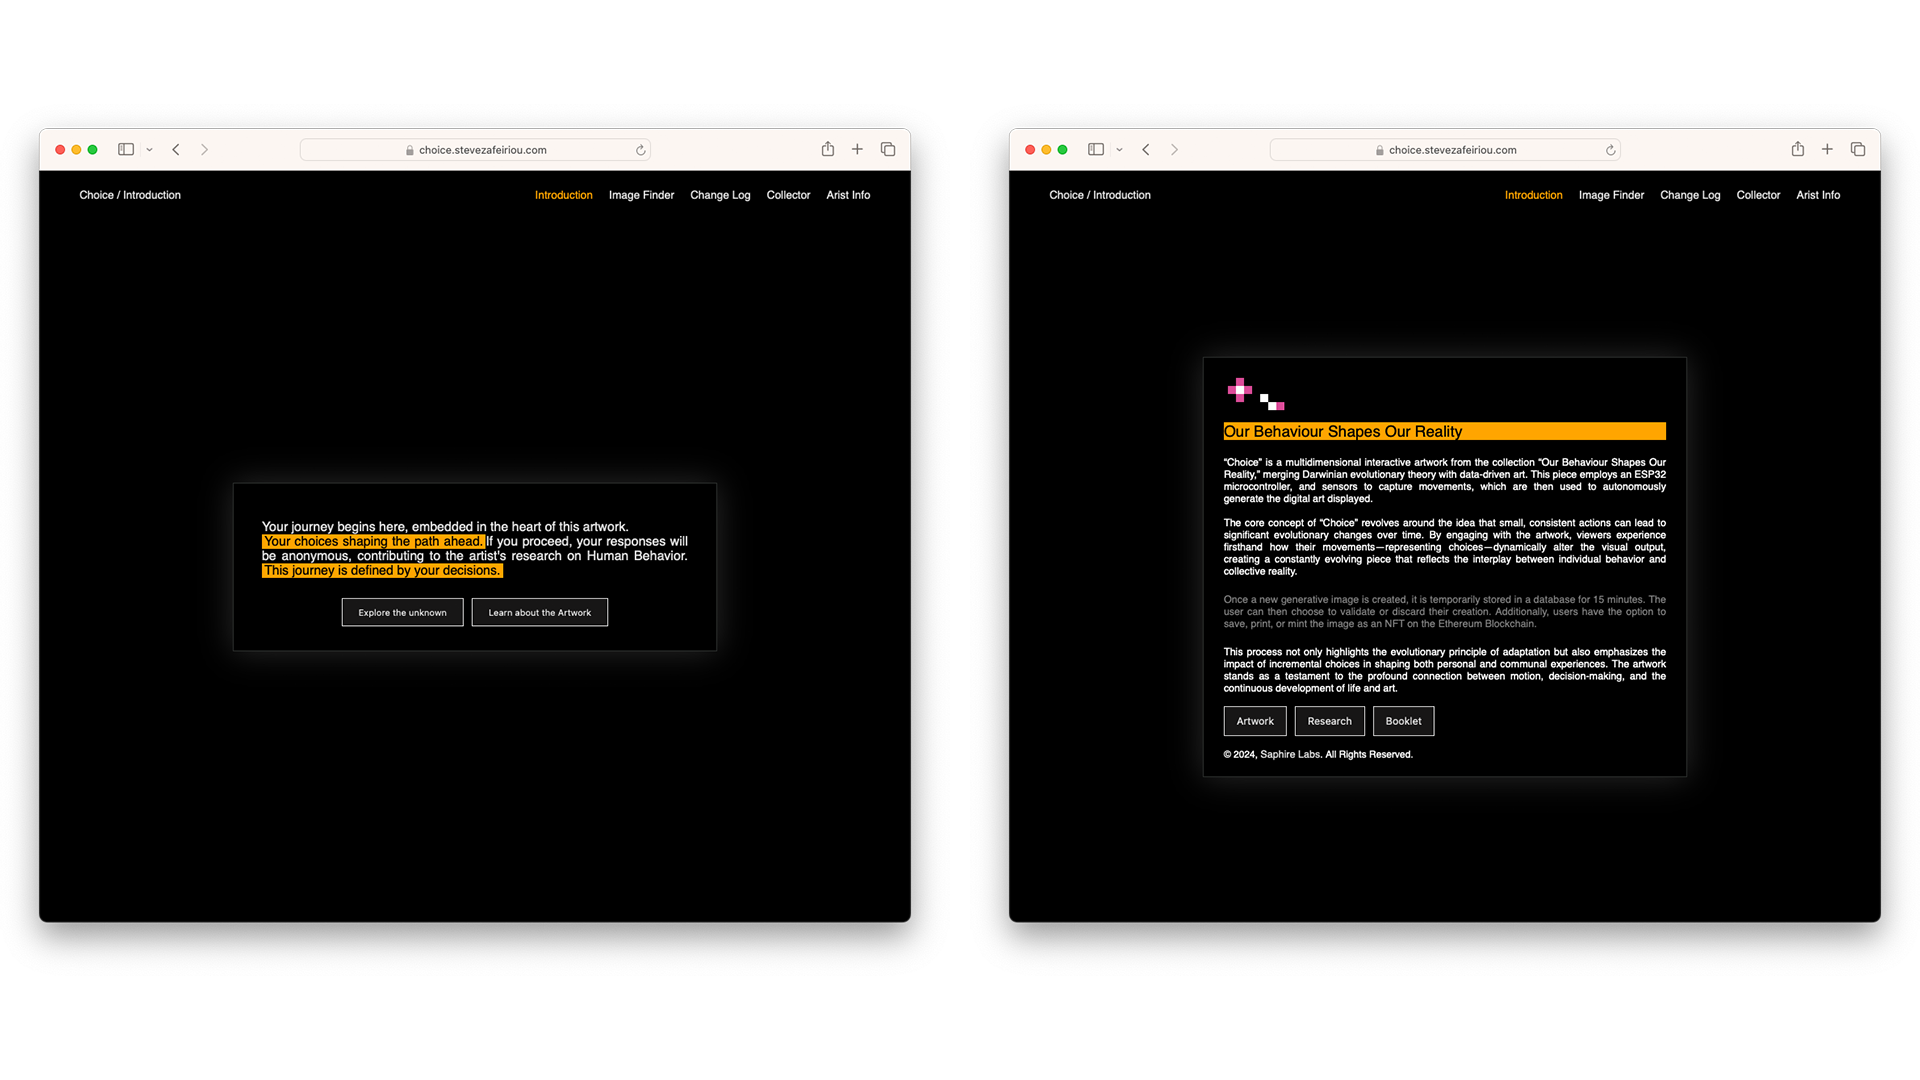 choice.stevezafeiriou.com
Choice / Introduction
Introduction Image Finder Change Log Collector Arist Info
Your journey begins here, embedded in the heart of this artwork.
Your choices shaping the path ahead. If you proceed, your responses will
be anonymous, contributing to the artist's research on Human Behavior.
This journey is defined by your decisions.
Explore the unknown Learn about the Artwork
choice.stevezafeiriou.com
Choice / Introduction
Introduction Image Finder Change Log Collector Arist Info
Our Behaviour Shapes Our Reality
“Choice” is a multidimensional interactive artwork from the collection “Our Behaviour Shapes Our
Reality,” merging Darwinian evolutionary theory with data-driven art. This piece employs an ESP32
microcontroller, and sensors to capture movements, which are then used to autonomously
generate the digital art displayed.
The core concept of “Choice” revolves around the idea that small, consistent actions can lead to
significant evolutionary changes over time. By engaging with the artwork, viewers experience
firsthand how their movements—representing choices—dynamically alter the visual output,
creating a constantly evolving piece that reflects the interplay between individual behavior and
collective reality.
Once a new generative image is created, it is temporarily stored in a database for 15 minutes. The
user can then choose to validate or discard their creation. Additionally, users have the option to
save, print, or mint the image as an NFT on the Ethereum Blockchain.
This process not only highlights the evolutionary principle of adaptation but also emphasizes the
impact of incremental choices in shaping both personal and communal experiences. The artwork
stands as a testament to the profound connection between motion, decision-making, and the
continuous development of life and art.
Artwork Research Booklet
© 2024, Saphire Labs. All Rights Reserved.